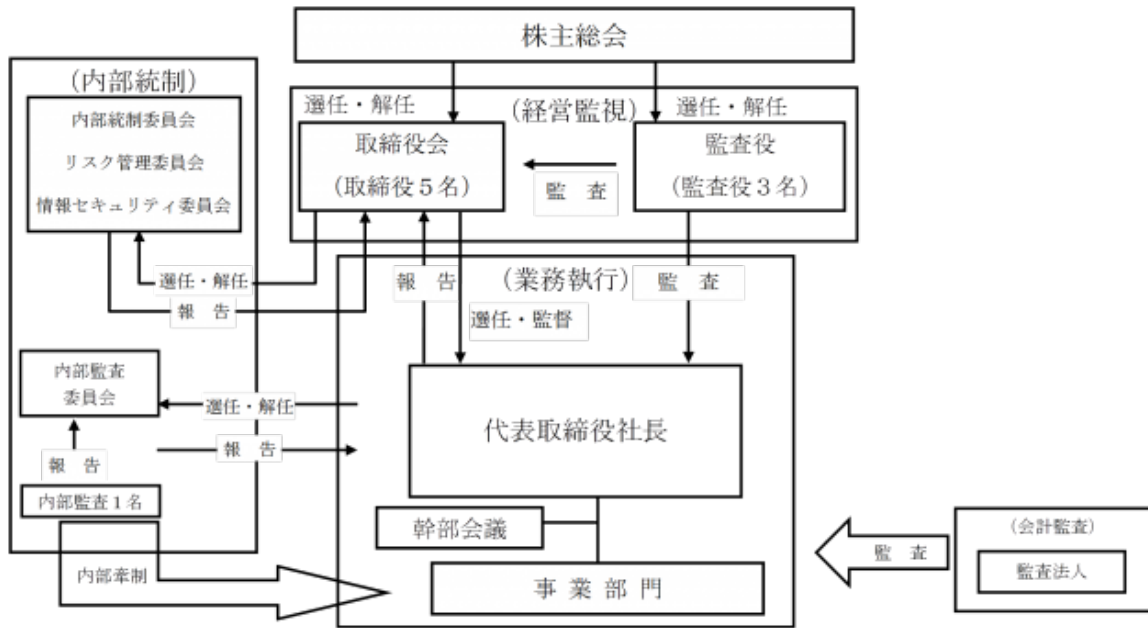 株主総会
(内部統制)
内部統制委員会
リスク管理委員会
情報セキュリティ委員会
選任・解任
(経営監視)
選任・解任
取締役会
(取締役5名)
監査
監査役
(監査役3名)
選任・解任
報告
報告
(業務執行)
監査
選任・監督
内部監査
委員会
選任・解任
報告
報告
内部監査1名
内部牽制
代表取締役社長
幹部会議
事業部門
監査
(会計監査)
監査法人